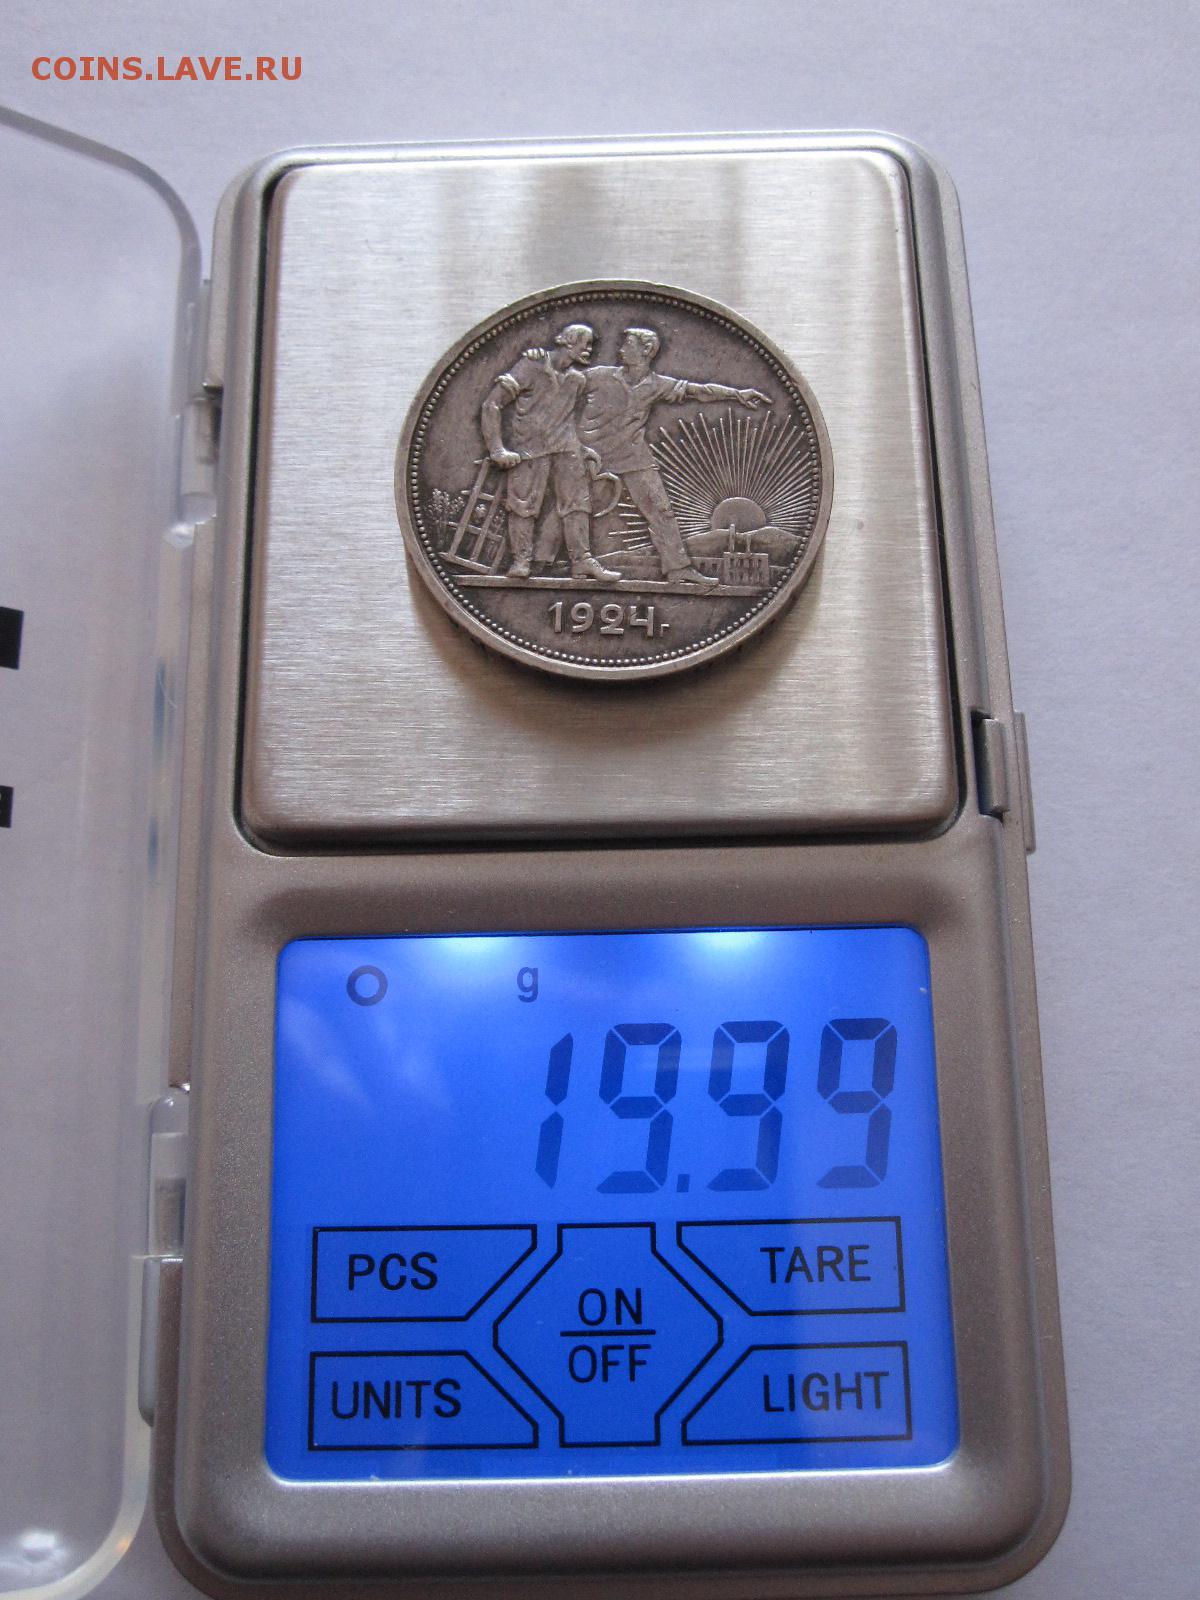 COINS.LAVE.RU
1924г
g
19.99
PCS
TARE
ON
OFF
UNITS
LIGHT